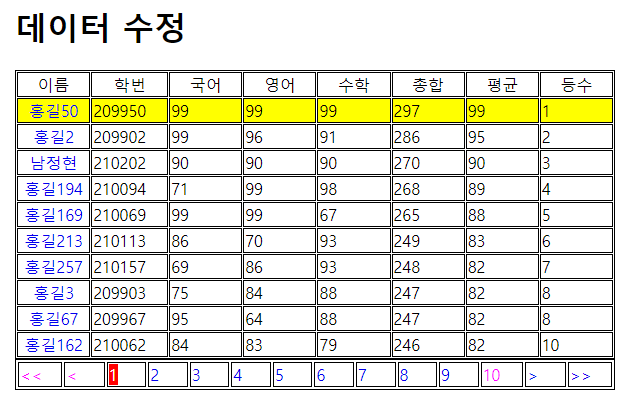 데이터 수정
이름 학번 국어 영어 수학 총합 평균 등수
홍길50 209950 99 99 99 297 99 1
홍길2 209902 99 96 91 286 95 2
남정현 210202 90 90 90 270 90 3
홍길194 210094 71 99 98 268 89 4
홍길169 210069 99 99 67 265 88 5
홍길213 210113 86 70 93 249 83 6
홍길257 210157 69 86 93 248 82 7
홍길3 209903 75 84 88 247 82 8
홍길67 209967 95 64 88 247 82 8
홍길162 210062 84 83 79 246 82 10
<< < 1 2 3 4 5 6 7 8 9 10 > >>